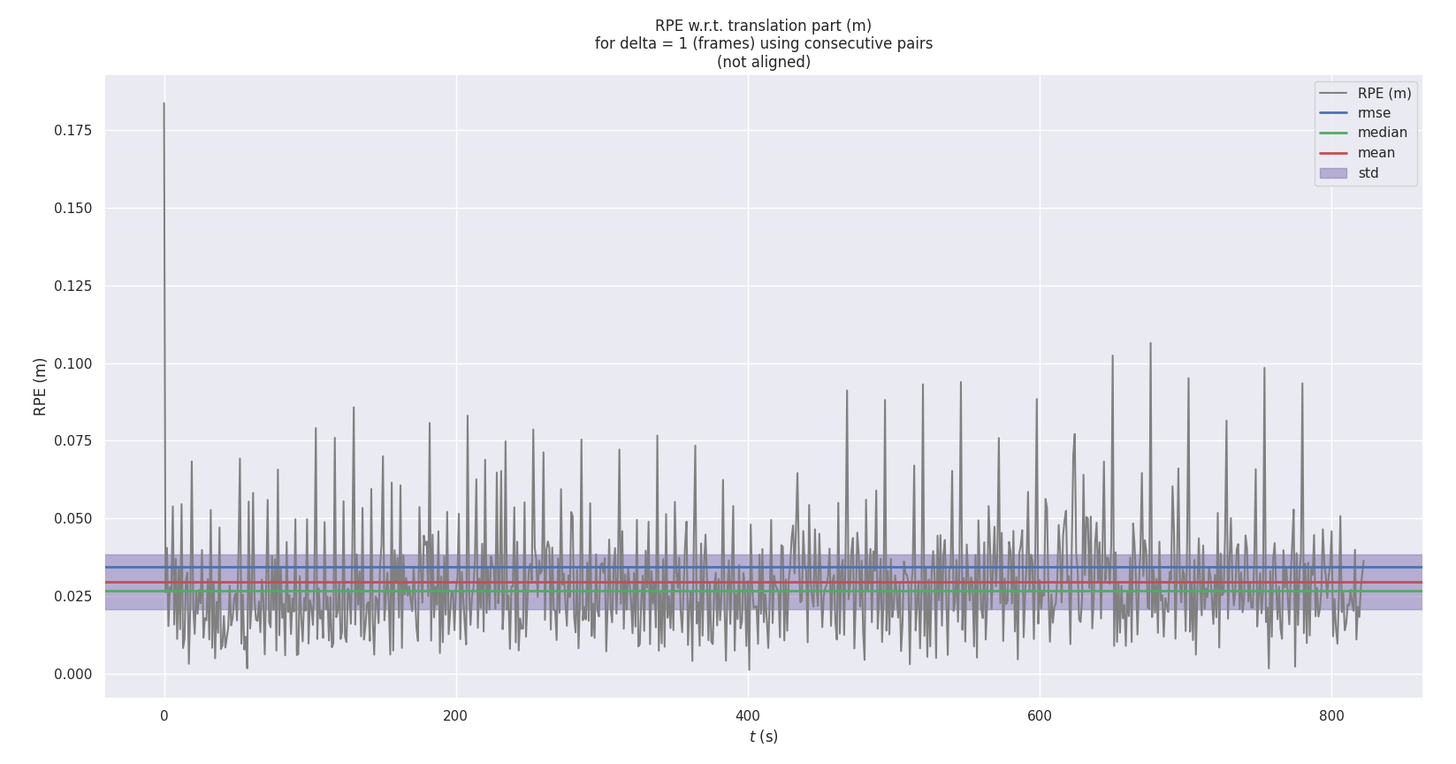 RPE w.r.t. translation part (m)
for delta = 1 (frames) using consecutive pairs
(not aligned)
RPE (m)
rmse
median
mean
std
RPE (m)
0.175
0.150
0.125
0.100
0.075
0.050
0.025
0.000
0 200 400 600 800
t (s)